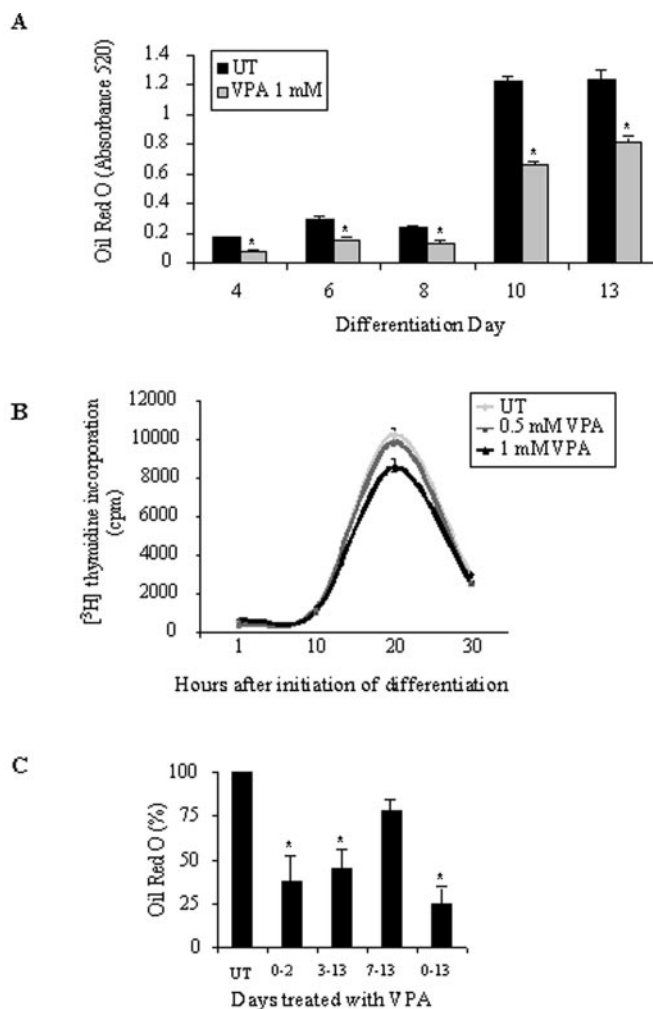 A
Oil Red O (Absorbance 520)
1.4
1.2
1
0.8
0.6
0.4
0.2
0
UT
VPA 1 mM
*
*
*
*
*
4 6 8 10 13
Differentiation Day
B
[³H] thymidine incorporation
(cpm)
12000
10000
8000
6000
4000
2000
0
UT
0.5 mM VPA
1 mM VPA
1 10 20 30
Hours after initiation of differentiation
C
Oil Red O (%)
100
75
50
25
0
*
*
*
UT 0-2 3-13 7-13 0-13
Days treated with VPA